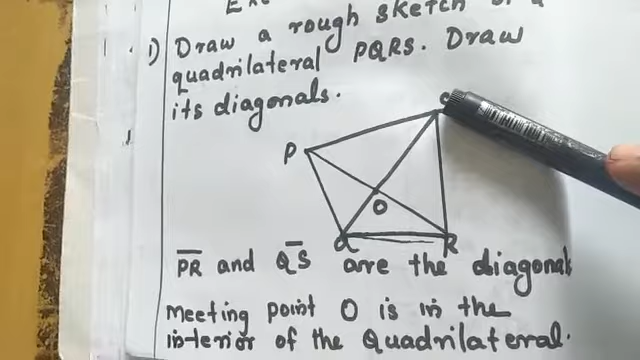 Exe
1) Draw a rough sketch of a
quadrilateral PQRS. Draw
its diagonals.
P
O
Q
R
PR and QS are the diagonals
Meeting point O is in the
interior of the Quadrilateral.